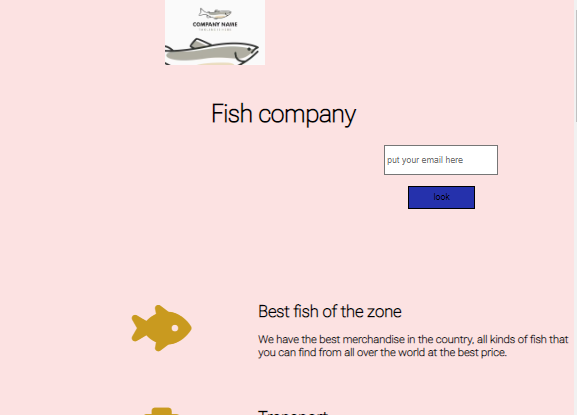 COMPANY NAME
Fish company
put your email here
look
Best fish of the zone
We have the best merchandise in the country, all kinds of fish that
you can find from all over the world at the best price.
Transport